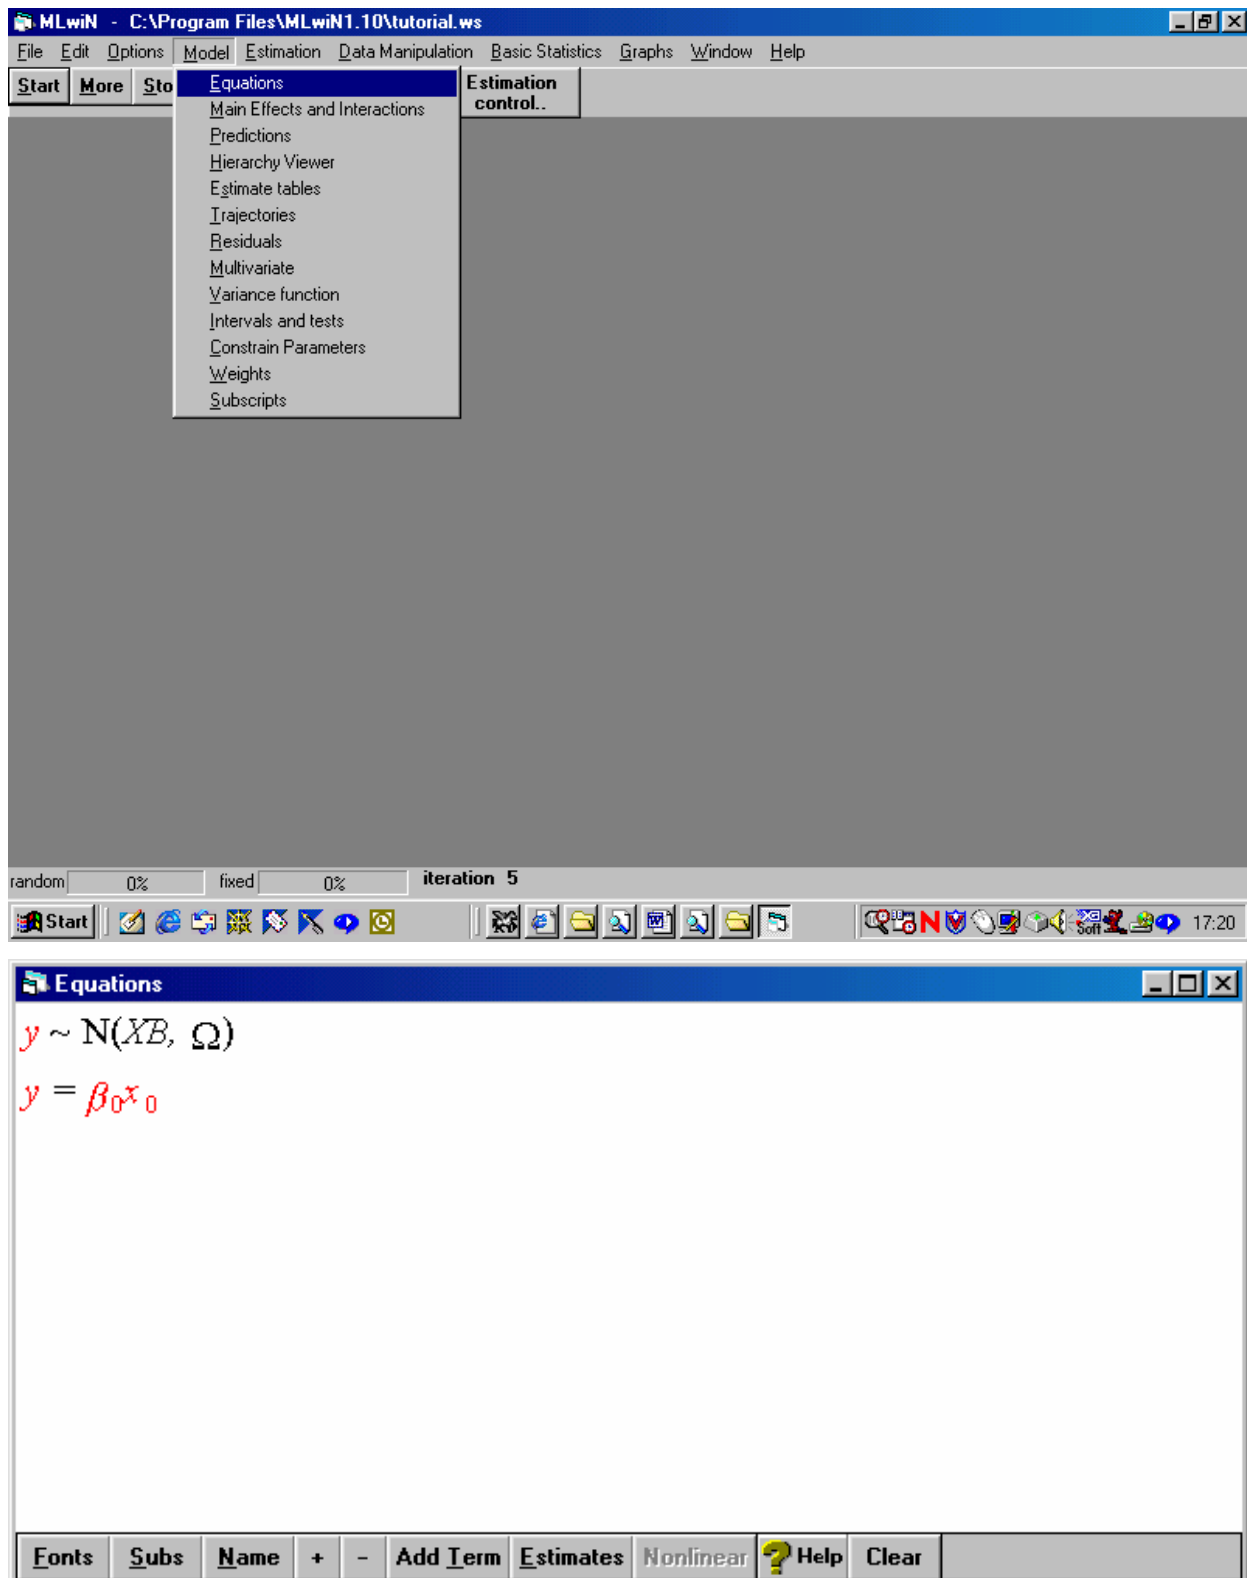 MLwiN - C:\Program Files\MLwiN1.10\tutorial.ws
File Edit Options Model Estimation Data Manipulation Basic Statistics Graphs Window Help
Start More Sto Estimation control..
Equations
Main Effects and Interactions
Predictions
Hierarchy Viewer
Estimate tables
Trajectories
Residuals
Multivariate
Variance function
Intervals and tests
Constrain Parameters
Weights
Subscripts
random 0% fixed 0% iteration 5
Start 17:20
Equations
y ~ N(XB, Ω)
y = β₀x₀
Fonts Subs Name + - Add Term Estimates Nonlinear ? Help Clear